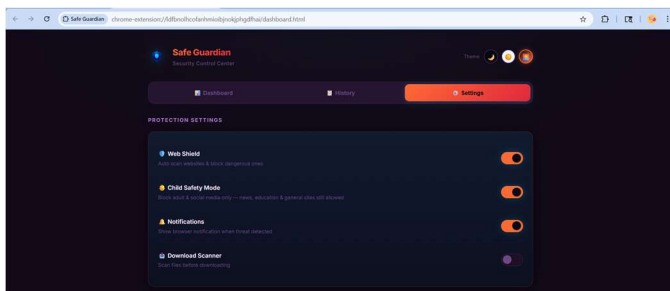 Safe Guardian
chrome-extension://ldfbnolhcofanhmioibjnookjphgdfhai/dashboard.html
Safe Guardian
Security Control Center
Theme
Dashboard
History
Settings
PROTECTION SETTINGS
Web Shield
Auto scan websites & block dangerous sites
Child Safety Mode
Block adult & social media only — news, education & general sites still allowed
Notifications
Show browser notification when threat detected
Download Scanner
Scan files before downloading